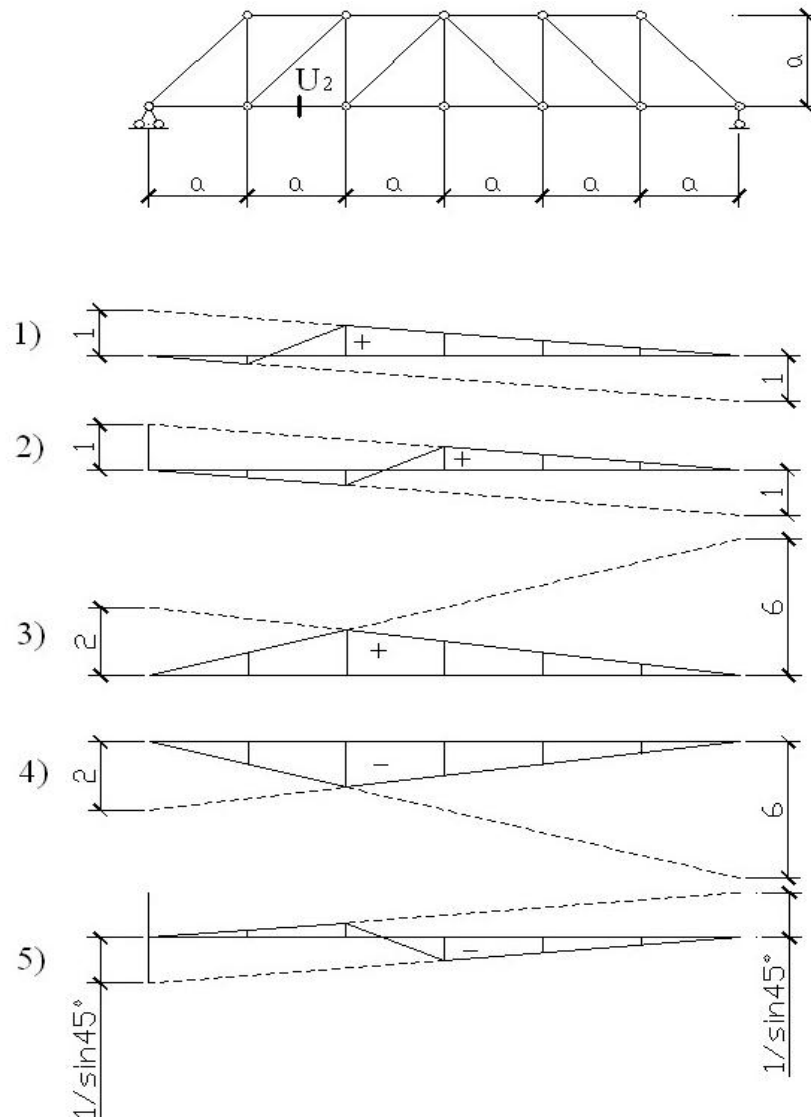 a
U₂
a a a a a a
1) 1 + 1
2) 1 + 1
3) 2 + 6
4) 2 − 6
5) 1/sin45° − 1/sin45°